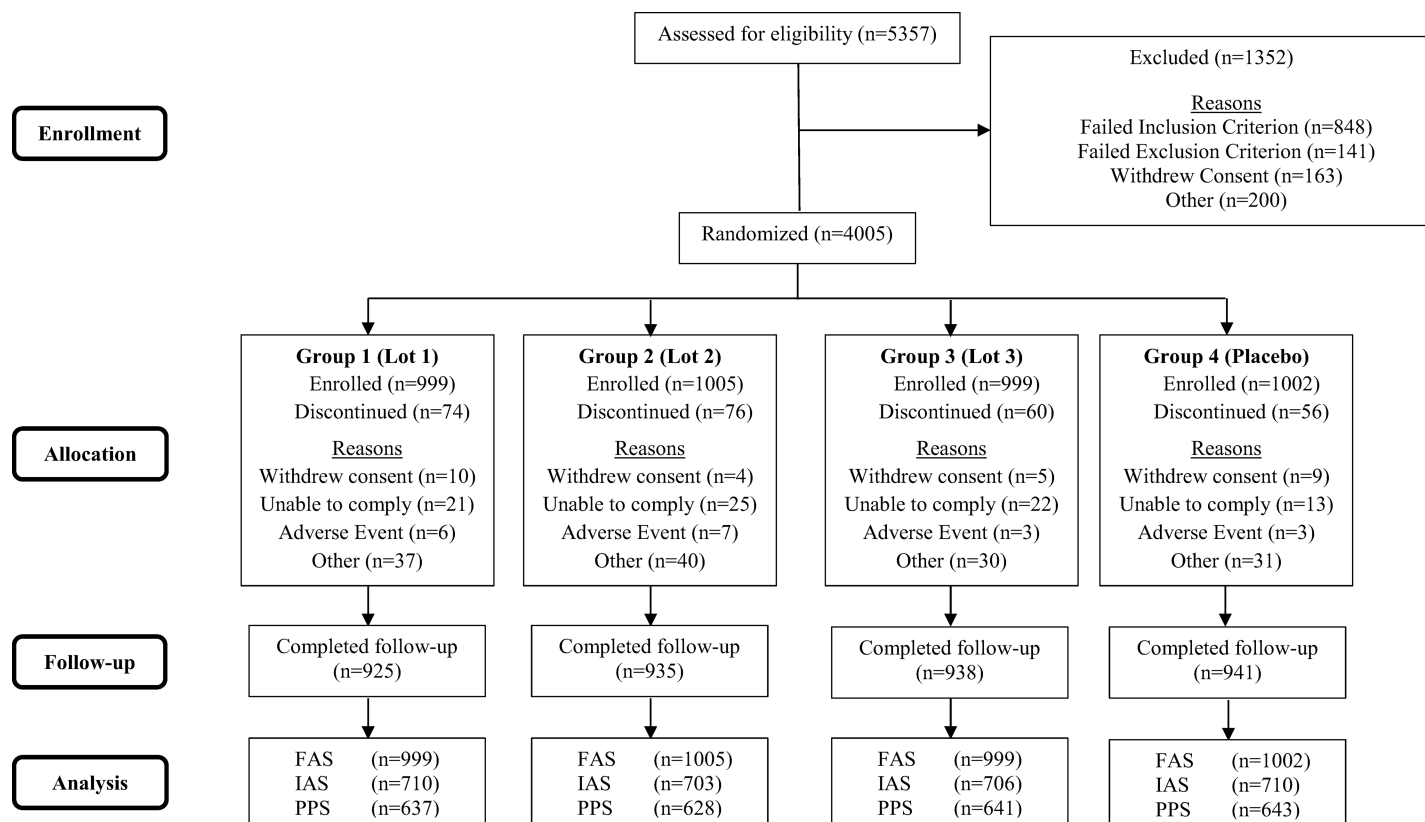 Assessed for eligibility (n=5357)
Excluded (n=1352)
Reasons
Failed Inclusion Criterion (n=848)
Failed Exclusion Criterion (n=141)
Withdrew Consent (n=163)
Other (n=200)
Enrollment
Randomized (n=4005)
Group 1 (Lot 1)
Enrolled (n=999)
Discontinued (n=74)
Reasons
Withdrew consent (n=10)
Unable to comply (n=21)
Adverse Event (n=6)
Other (n=37)
Group 2 (Lot 2)
Enrolled (n=1005)
Discontinued (n=76)
Reasons
Withdrew consent (n=4)
Unable to comply (n=25)
Adverse Event (n=7)
Other (n=40)
Group 3 (Lot 3)
Enrolled (n=999)
Discontinued (n=60)
Reasons
Withdrew consent (n=5)
Unable to comply (n=22)
Adverse Event (n=3)
Other (n=30)
Group 4 (Placebo)
Enrolled (n=1002)
Discontinued (n=56)
Reasons
Withdrew consent (n=9)
Unable to comply (n=13)
Adverse Event (n=3)
Other (n=31)
Allocation
Follow-up
Completed follow-up
(n=925)
Completed follow-up
(n=935)
Completed follow-up
(n=938)
Completed follow-up
(n=941)
Analysis
FAS (n=999)
IAS (n=710)
PPS (n=637)
FAS (n=1005)
IAS (n=703)
PPS (n=628)
FAS (n=999)
IAS (n=706)
PPS (n=641)
FAS (n=1002)
IAS (n=710)
PPS (n=643)